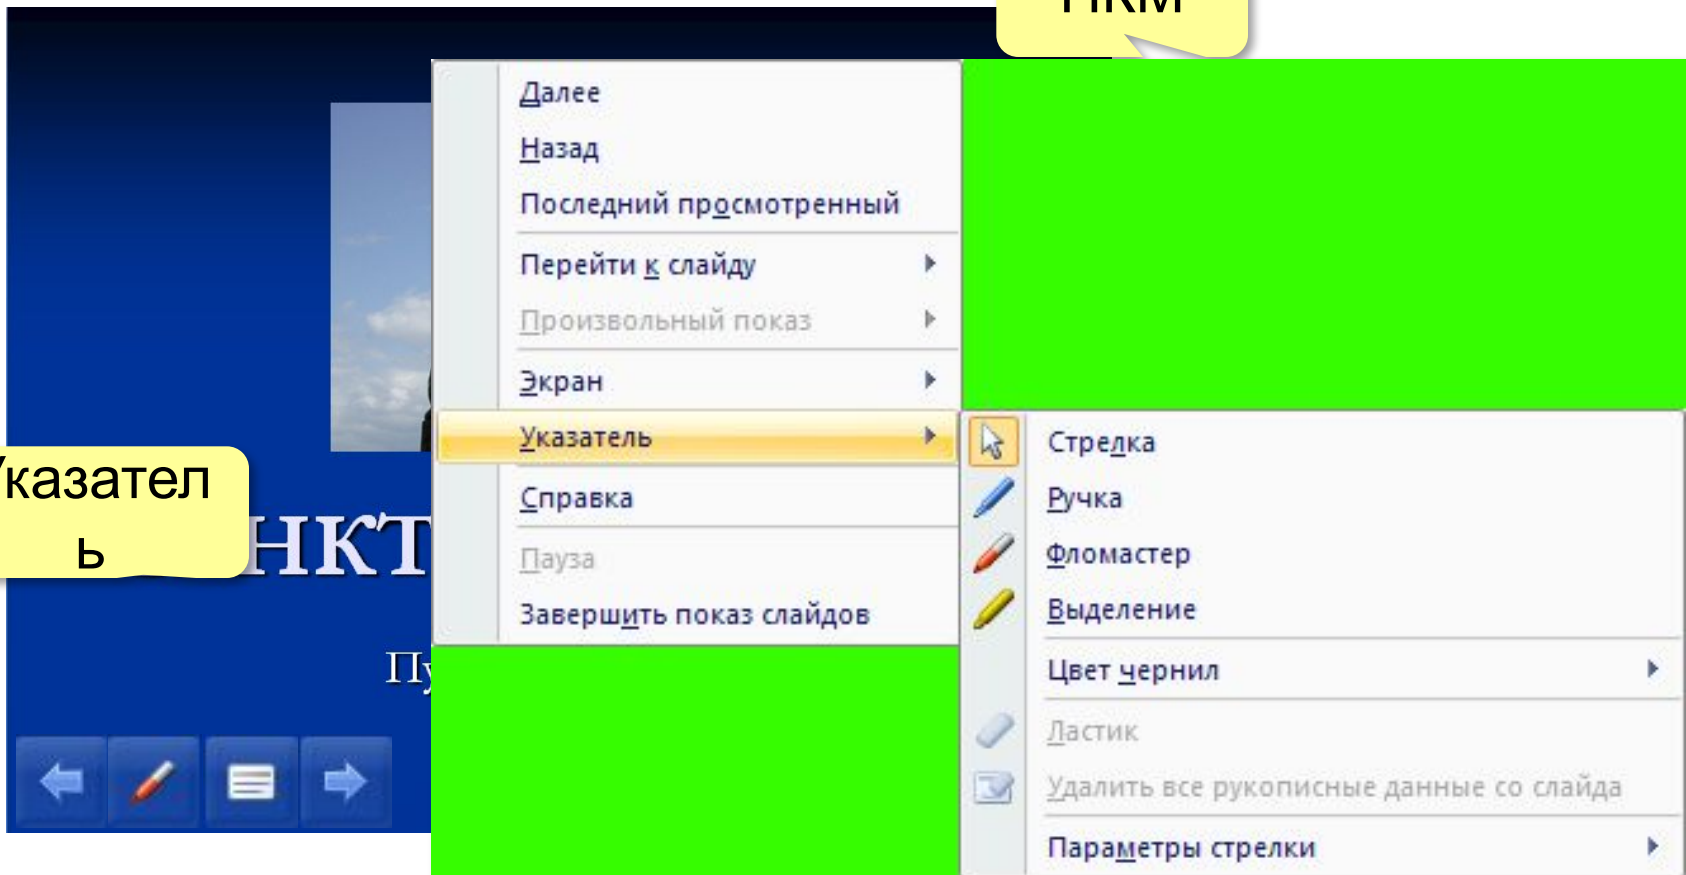 ПКМ
Далее
Назад
Последний просмотренный
Перейти к слайду
Произвольный показ
Экран
Указатель
Справка
Пауза
Завершить показ слайдов
Стрелка
Ручка
Фломастер
Выделение
Цвет чернил
Ластик
Удалить все рукописные данные со слайда
Параметры стрелки
Указател
ь
нкт
Пу